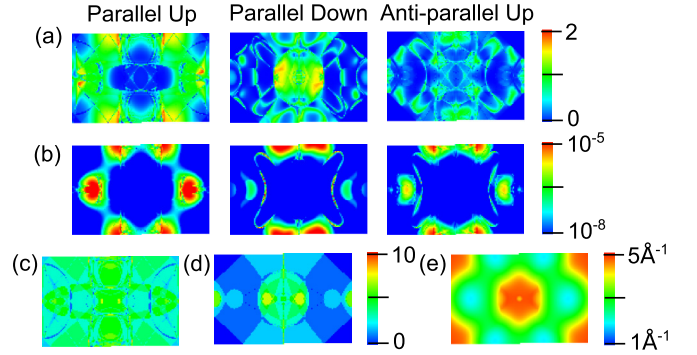 Parallel Up Parallel Down Anti-parallel Up
(a) 2
0
(b) 10⁻⁵
10⁻⁸
(c) (d) 10 (e) 5Å⁻¹
0 1Å⁻¹